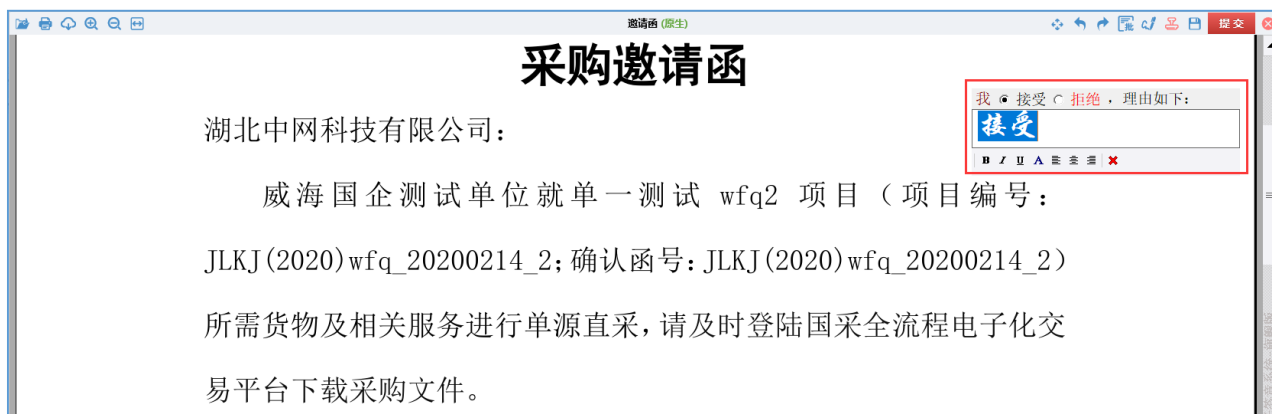 邀请函 (原生)
提交
采购邀请函
我 接受 拒绝 ，理由如下：
接受
B I U A
湖北中网科技有限公司：
威海国企测试单位就单一测试 wfq2 项目（项目编号：
JLKJ(2020)wfq_20200214_2;确认函号：JLKJ(2020)wfq_20200214_2）
所需货物及相关服务进行单源直采，请及时登陆国采全流程电子化交
易平台下载采购文件。